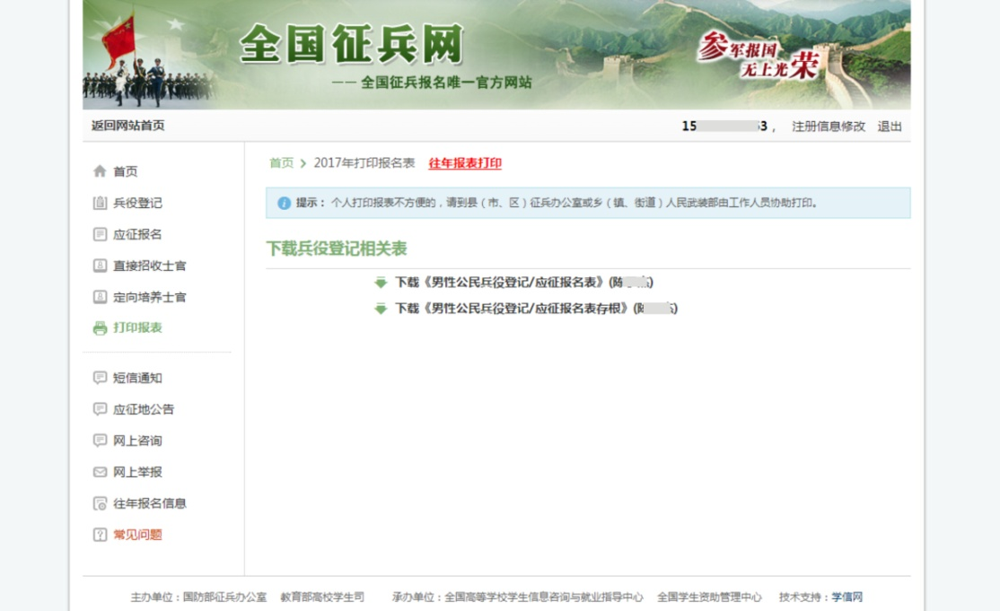 全国征兵网
—— 全国征兵报名唯一官方网站
参军报国
无上光荣
返回网站首页
15 3， 注册信息修改 退出
首页
兵役登记
应征报名
直接招收士官
定向培养士官
打印报表
短信通知
应征地公告
网上咨询
网上举报
往年报名信息
常见问题
首页 > 2017年打印报名表 往年报表打印
提示： 个人打印报表不方便的，请到县（市、区）征兵办公室或乡（镇、街道）人民武装部由工作人员协助打印。
下载兵役登记相关表
下载《男性公民兵役登记/应征报名表》(陈 )
下载《男性公民兵役登记/应征报名表存根》( )
主办单位：国防部征兵办公室 教育部高校学生司 承办单位：全国高等学校学生信息咨询与就业指导中心 全国学生资助管理中心 技术支持：学信网